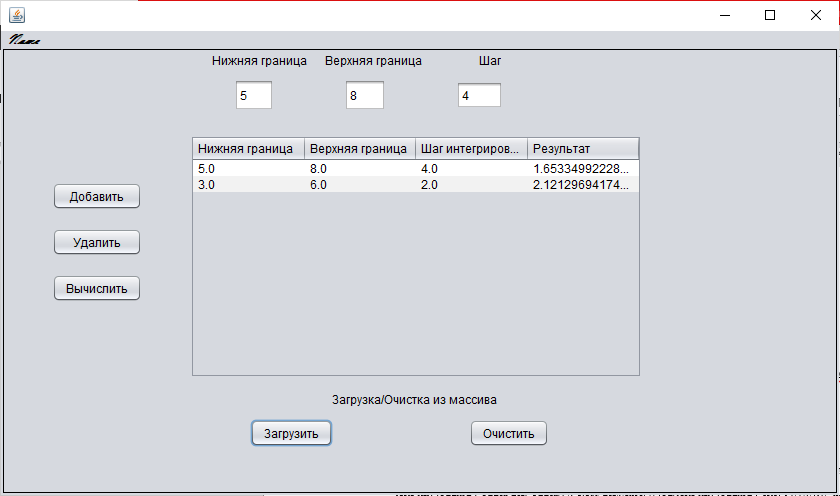 Name
Нижняя граница Верхняя граница Шаг
5 8 4
Нижняя граница Верхняя граница Шаг интегриров... Результат
5.0 8.0 4.0 1.65334992228...
3.0 6.0 2.0 2.12129694174...
Добавить
Удалить
Вычислить
Загрузка/Очистка из массива
Загрузить Очистить